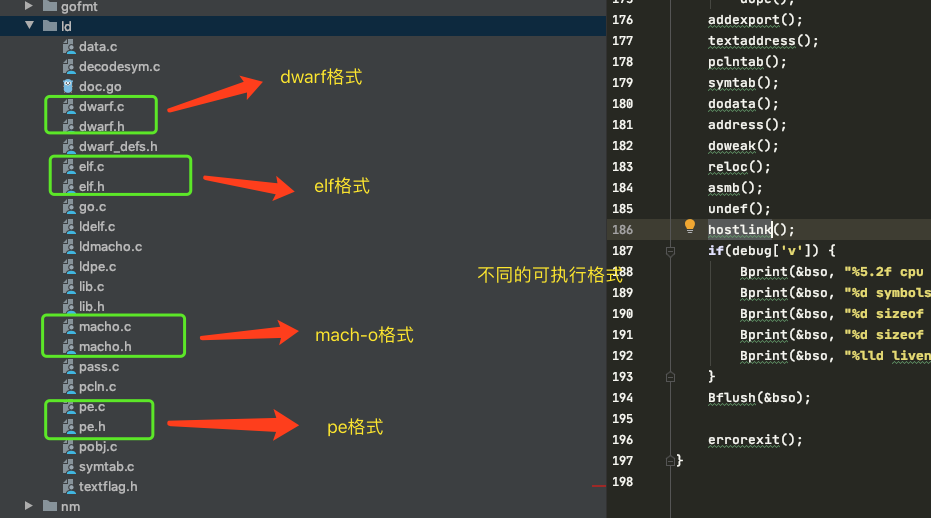 gofmt
ld
data.c
decodesym.c
doc.go
dwarf.c
dwarf.h
dwarf_defs.h
elf.c
elf.h
go.c
ldelf.c
ldmacho.c
ldpe.c
lib.c
lib.h
macho.c
macho.h
pass.c
pcln.c
pe.c
pe.h
pobj.c
symtab.c
textflag.h
nm
dwarf格式
elf格式
mach-o格式
pe格式
不同的可执行格式
176 addexport();
177 textaddress();
178 pclntab();
179 symtab();
180 dodata();
181 address();
182 doweak();
183 reloc();
184 asmb();
185 undef();
186 hostlink();
187 if(debug['v']) {
188 Bprint(&bso, "%5.2f cpu
189 Bprint(&bso, "%d symbols
190 Bprint(&bso, "%d sizeof
191 Bprint(&bso, "%d sizeof
192 Bprint(&bso, "%lld liven
193 }
194 Bflush(&bso);
195
196 errorexit();
197 }
198